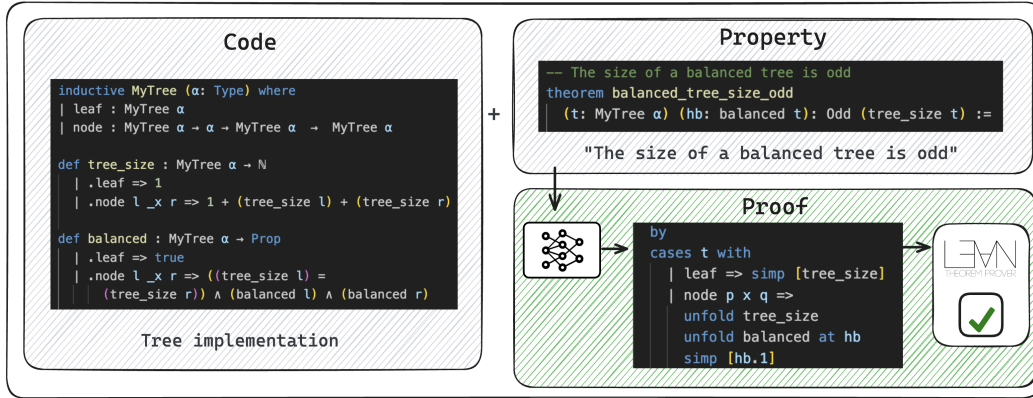 Code
inductive MyTree (α: Type) where
| leaf : MyTree α
| node : MyTree α → α → MyTree α → MyTree α
def tree_size : MyTree α → ℕ
| .leaf => 1
| .node l _x r => 1 + (tree_size l) + (tree_size r)
def balanced : MyTree α → Prop
| .leaf => true
| .node l _x r => ((tree_size l) =
(tree_size r)) ∧ (balanced l) ∧ (balanced r)
Tree implementation
+
Property
-- The size of a balanced tree is odd
theorem balanced_tree_size_odd
(t: MyTree α) (hb: balanced t): Odd (tree_size t) :=
"The size of a balanced tree is odd"
Proof
by
cases t with
| leaf => simp [tree_size]
| node p x q =>
unfold tree_size
unfold balanced at hb
simp [hb.1]
L∃∀N
THEOREM PROVER